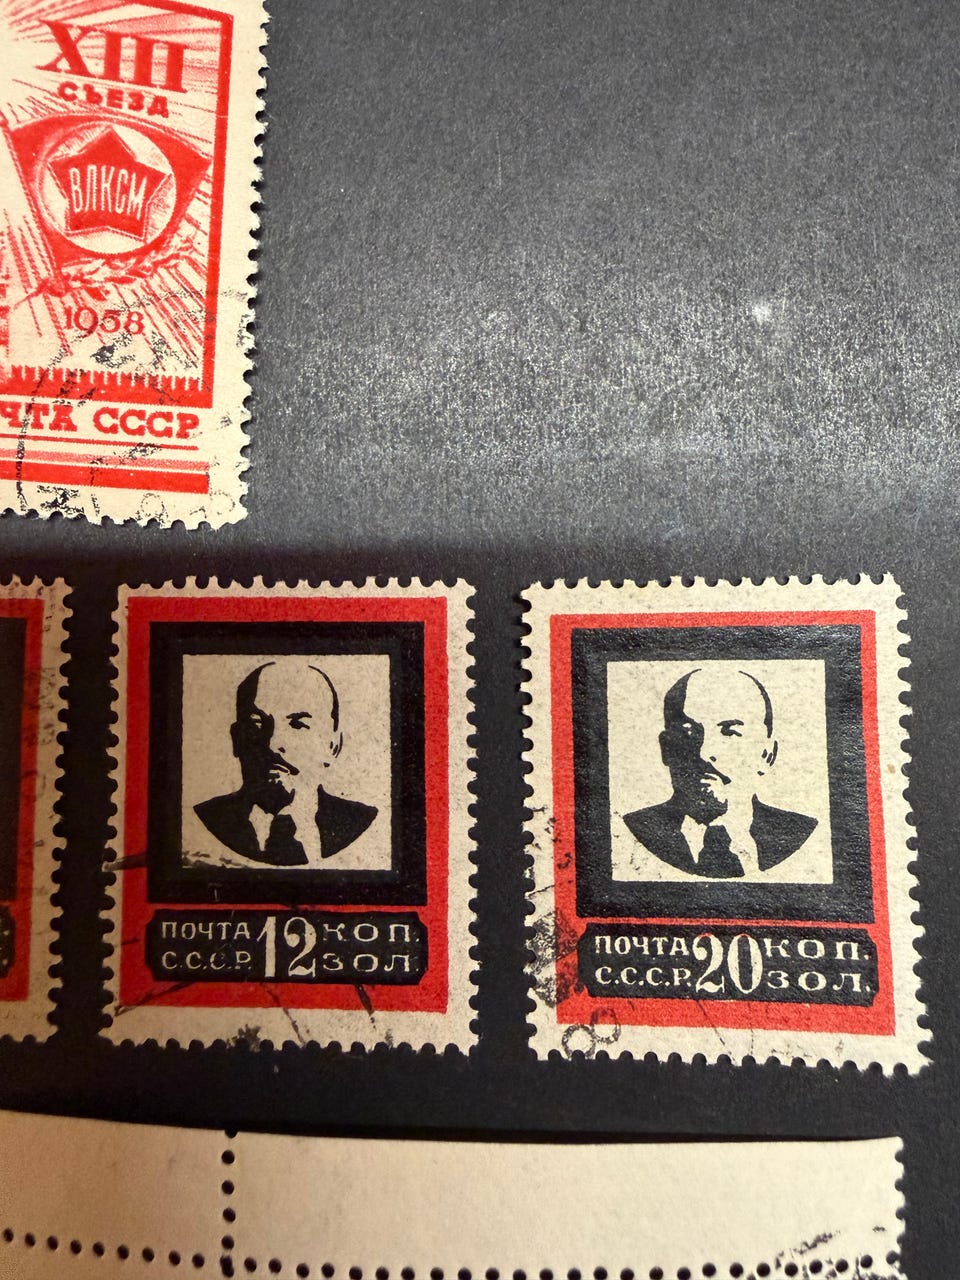 XIII
СЪЕЗД
ВЛКСМ
1958
ЧТА СССР
ПОЧТА 12 КОП.
С.С.С.Р. ЗОЛ.
ПОЧТА 20 КОП.
С.С.С.Р. ЗОЛ.